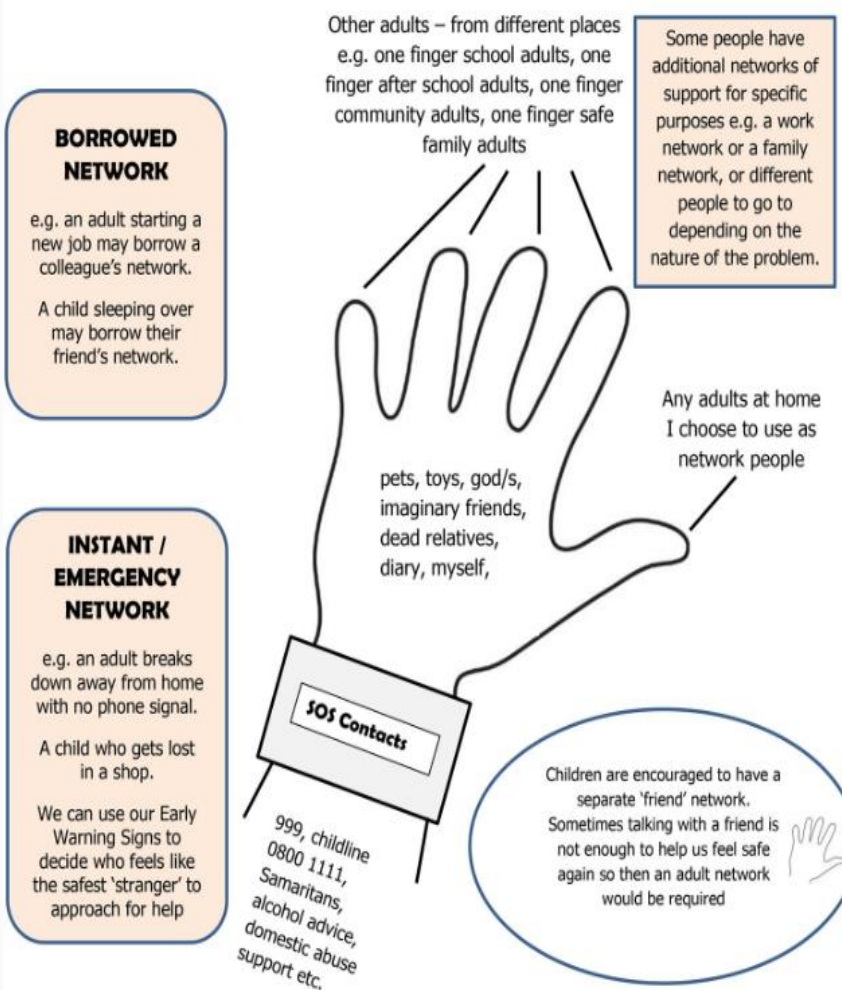 Other adults – from different places
e.g. one finger school adults, one
finger after school adults, one finger
community adults, one finger safe
family adults
Some people have
additional networks of
support for specific
purposes e.g. a work
network or a family
network, or different
people to go to
depending on the
nature of the problem.
BORROWED
NETWORK
e.g. an adult starting a
new job may borrow a
colleague's network.
A child sleeping over
may borrow their
friend's network.
Any adults at home
I choose to use as
network people
pets, toys, god/s,
imaginary friends,
dead relatives,
diary, myself,
INSTANT /
EMERGENCY
NETWORK
e.g. an adult breaks
down away from home
with no phone signal.
A child who gets lost
in a shop.
We can use our Early
Warning Signs to
decide who feels like
the safest 'stranger' to
approach for help
SOS Contacts
999, childline
0800 1111,
Samaritans,
alcohol advice,
domestic abuse
support etc.
Children are encouraged to have a
separate 'friend' network.
Sometimes talking with a friend is
not enough to help us feel safe
again so then an adult network
would be required